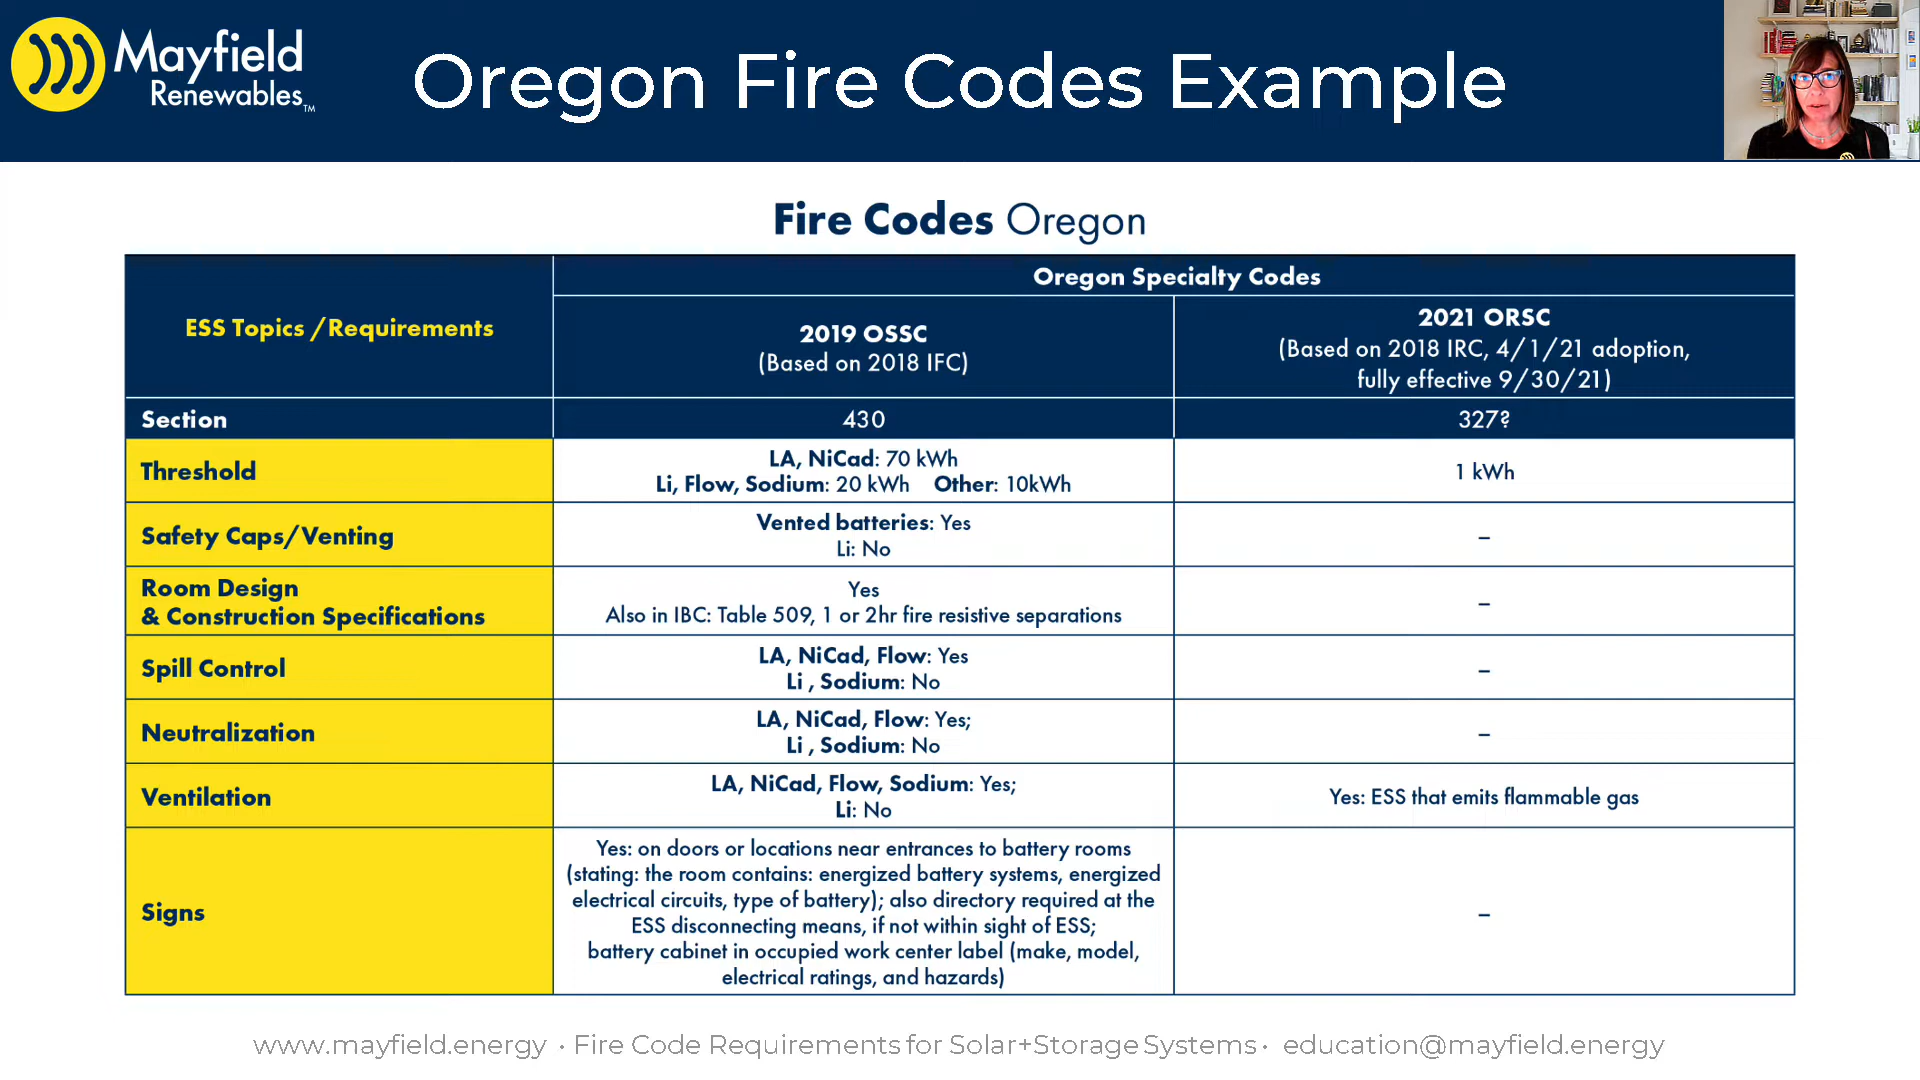 Mayfield
Renewables™
Oregon Fire Codes Example
Fire Codes Oregon
ESS Topics /Requirements
Oregon Specialty Codes
2019 OSSC
(Based on 2018 IFC)
2021 ORSC
(Based on 2018 IRC, 4/1/21 adoption,
fully effective 9/30/21)
Section
430
327?
Threshold
LA, NiCad: 70 kWh
Li, Flow, Sodium: 20 kWh Other: 10kWh
1 kWh
Safety Caps/Venting
Vented batteries: Yes
Li: No
–
Room Design
& Construction Specifications
Yes
Also in IBC: Table 509, 1 or 2hr fire resistive separations
–
Spill Control
LA, NiCad, Flow: Yes
Li , Sodium: No
–
Neutralization
LA, NiCad, Flow: Yes;
Li , Sodium: No
–
Ventilation
LA, NiCad, Flow, Sodium: Yes;
Li: No
Yes: ESS that emits flammable gas
Signs
Yes: on doors or locations near entrances to battery rooms
(stating: the room contains: energized battery systems, energized
electrical circuits, type of battery); also directory required at the
ESS disconnecting means, if not within sight of ESS;
battery cabinet in occupied work center label (make, model,
electrical ratings, and hazards)
–
www.mayfield.energy · Fire Code Requirements for Solar+Storage Systems · education@mayfield.energy